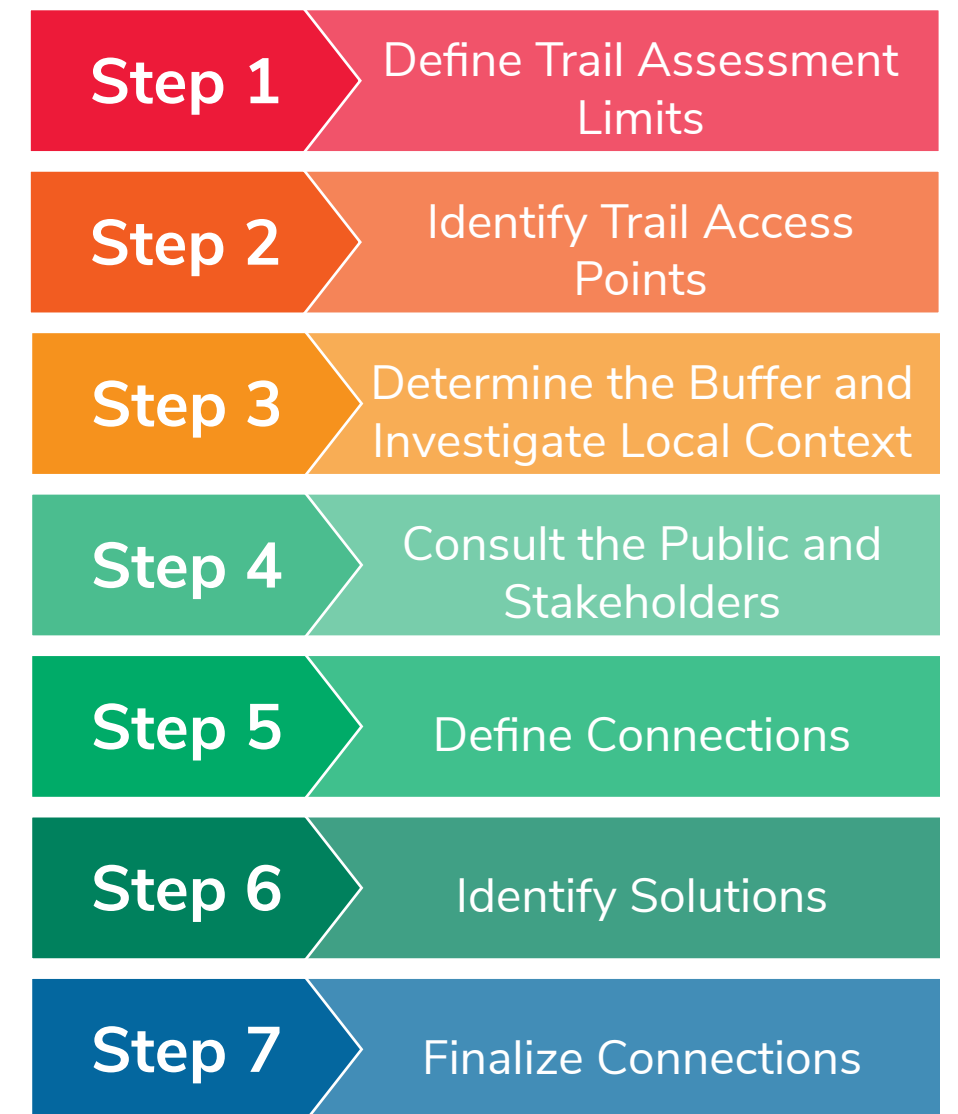 Step 1
Define Trail Assessment
Limits
Step 2
Identify Trail Access
Points
Step 3
Determine the Buffer and
Investigate Local Context
Step 4
Consult the Public and
Stakeholders
Step 5
Define Connections
Step 6
Identify Solutions
Step 7
Finalize Connections